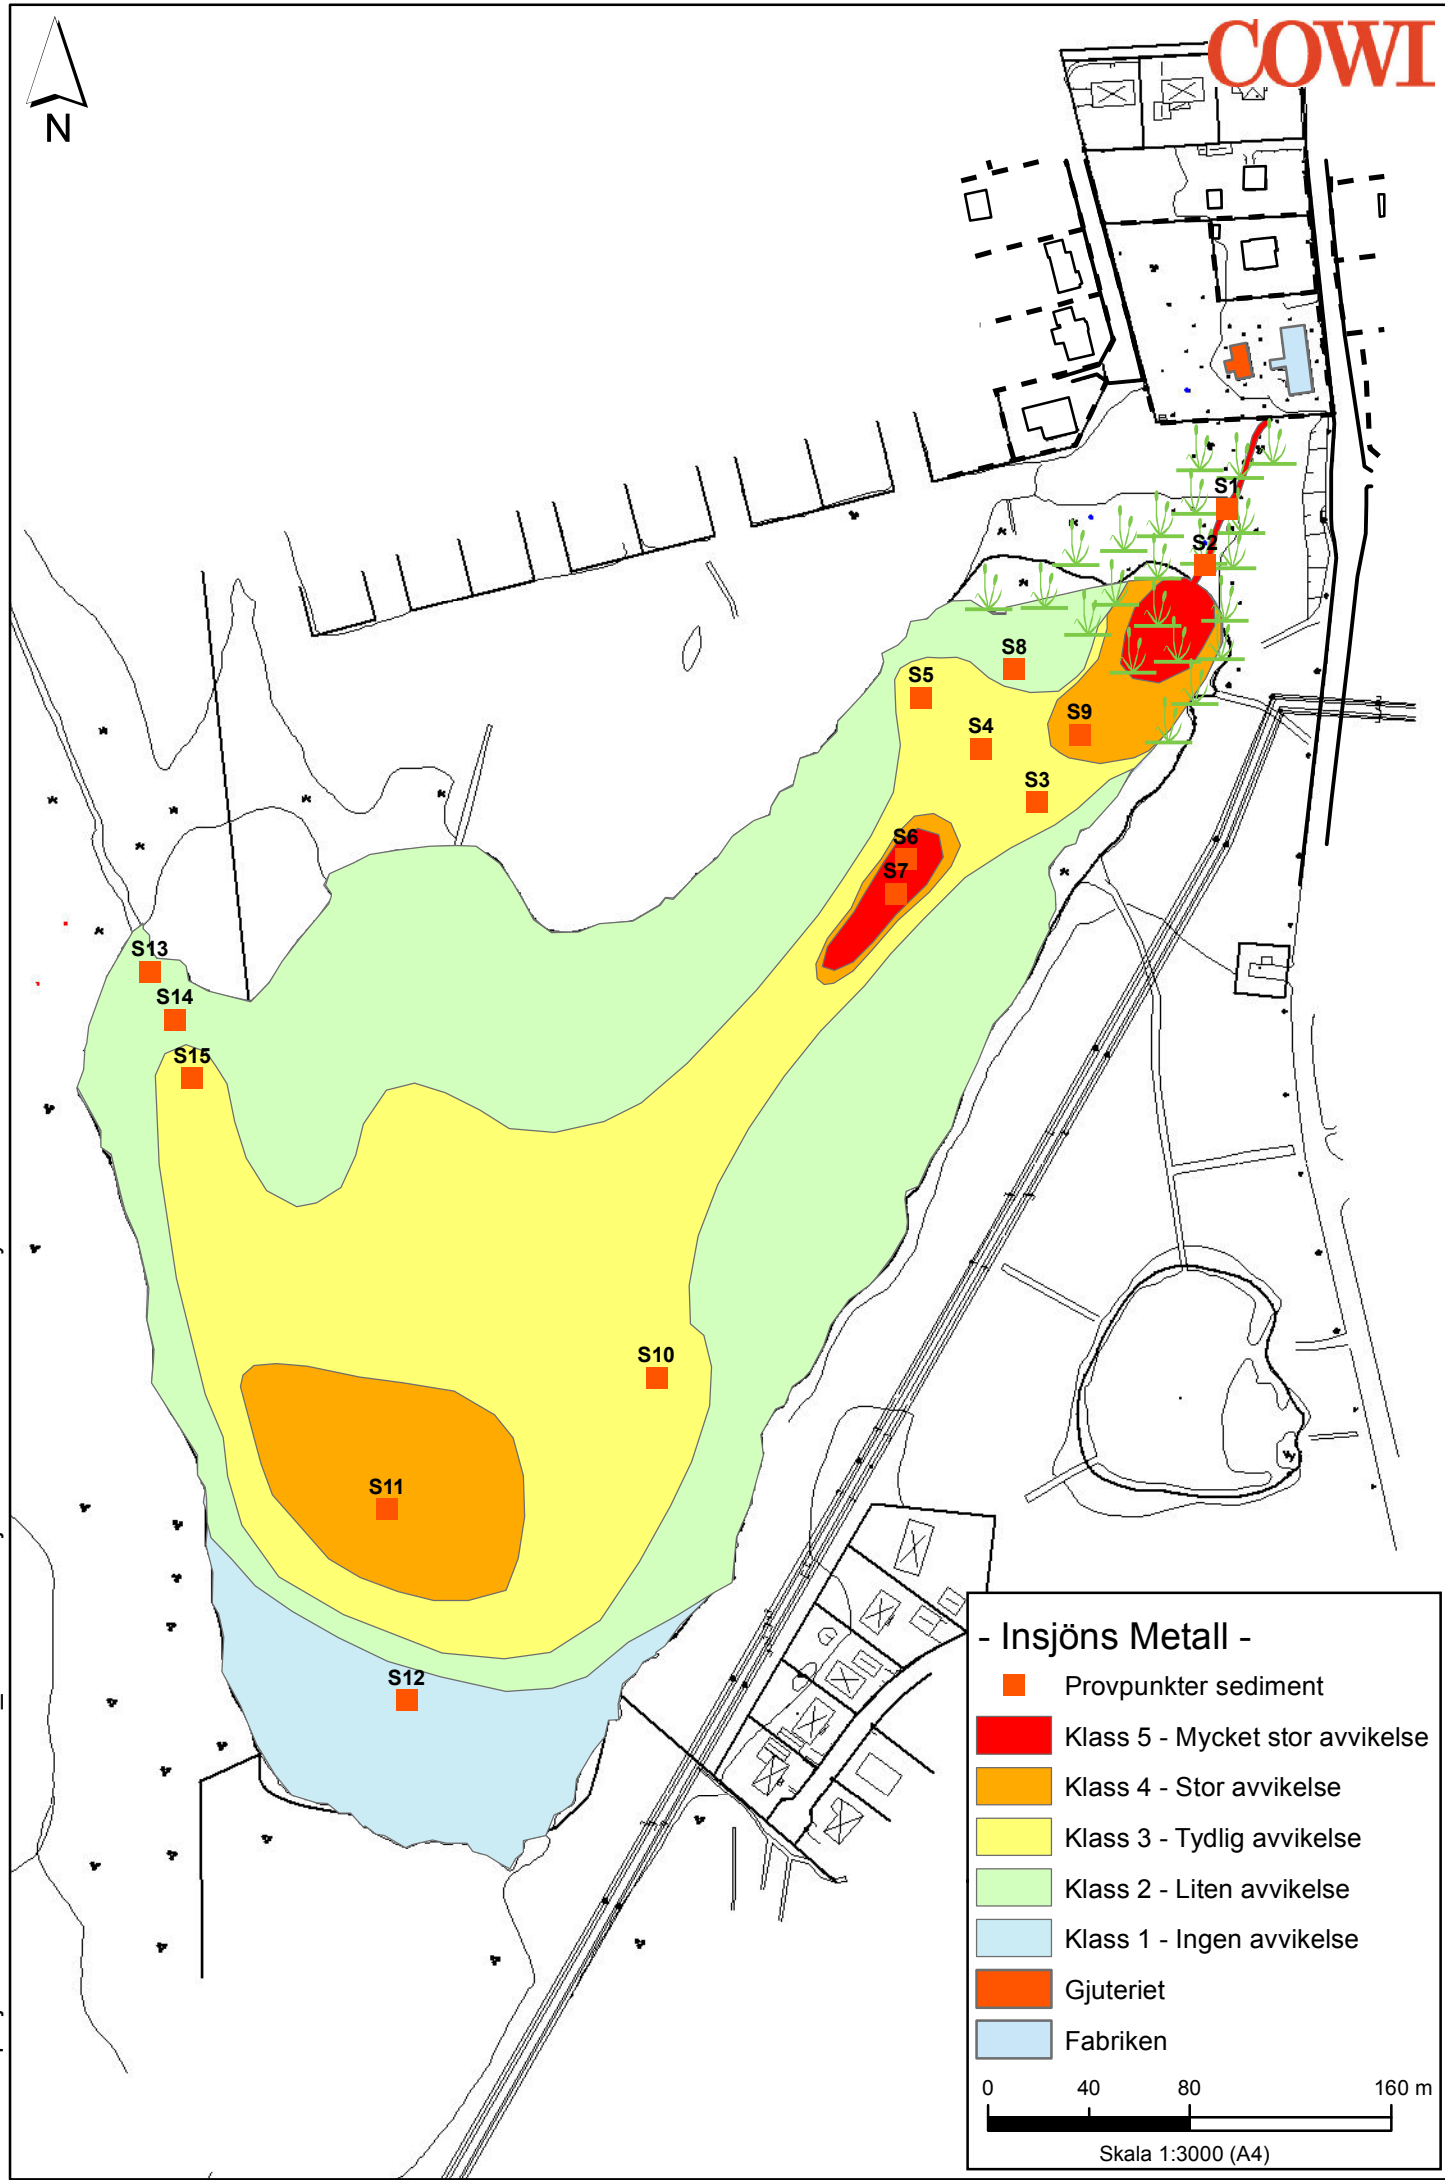 COWI
N
S1
S2
S8
S5
S9
S4
S3
S6
S7
S13
S14
S15
S10
S11
S12
- Insjöns Metall -
Provpunkter sediment
Klass 5 - Mycket stor avvikelse
Klass 4 - Stor avvikelse
Klass 3 - Tydlig avvikelse
Klass 2 - Liten avvikelse
Klass 1 - Ingen avvikelse
Gjuteriet
Fabriken
0 40 80 160 m
Skala 1:3000 (A4)